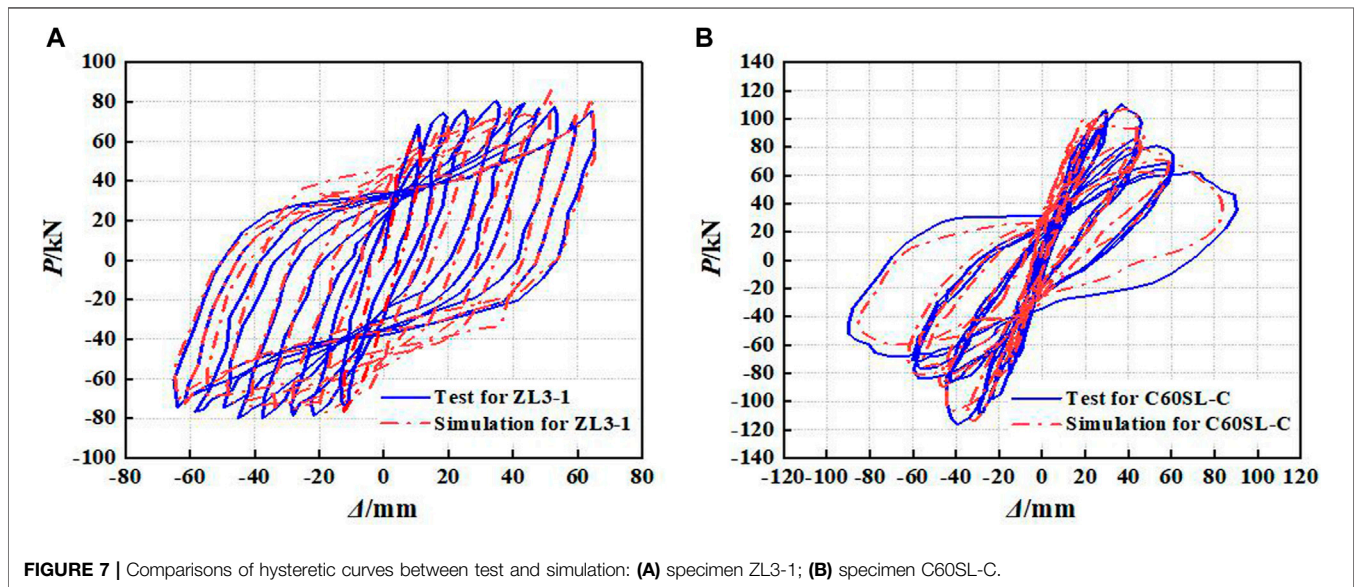 A
B
100
80
60
40
20
0
-20
-40
-60
-80
-100
P/kN
-80 -60 -40 -20 0 20 40 60 80
Δ/mm
Test for ZL3-1
Simulation for ZL3-1
140
120
100
80
60
40
20
0
-20
-40
-60
-80
-100
-120
-140
P/kN
-120 -100 -80 -60 -40 -20 0 20 40 60 80 100 120
Δ/mm
Test for C60SL-C
Simulation for C60SL-C
FIGURE 7 | Comparisons of hysteretic curves between test and simulation: (A) specimen ZL3-1; (B) specimen C60SL-C.